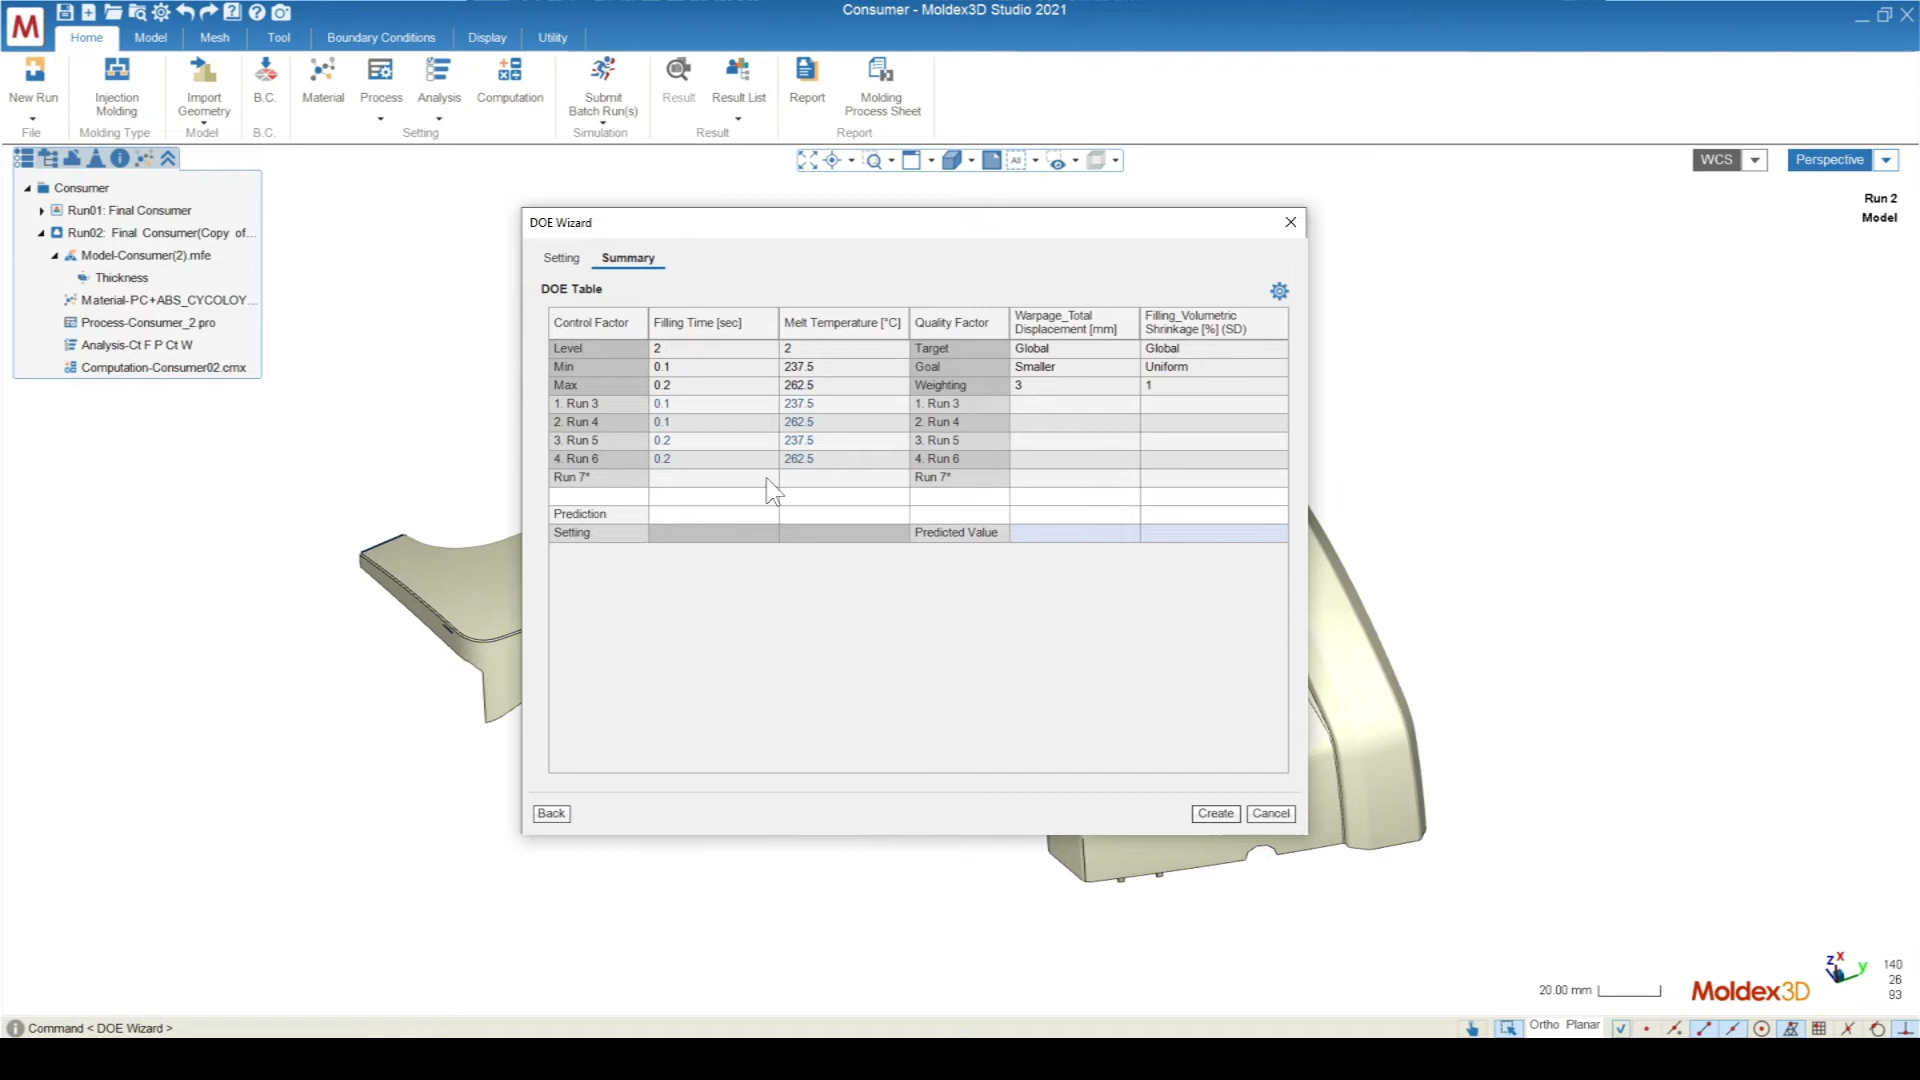 Consumer - Moldex3D Studio 2021
M
Home Model Mesh Tool Boundary Conditions Display Utility
New Run
Injection
Molding
Import
Geometry
B.C.
Material
Process
Analysis
Computation
Submit
Batch Run(s)
Result
Result List
Report
Molding
Process Sheet
File Molding Type Model B.C. Setting Simulation Result Report
All
WCS
Perspective
Consumer
Run01: Final Consumer
Run02: Final Consumer(Copy of...
Model-Consumer(2).mfe
Thickness
Material-PC+ABS_CYCOLOY...
Process-Consumer_2.pro
Analysis-Ct F P Ct W
Computation-Consumer02.cmx
Run 2
Model
DOE Wizard
Setting Summary
DOE Table
Control Factor Filling Time [sec] Melt Temperature [°C] Quality Factor Warpage_Total Displacement [mm] Filling_Volumetric Shrinkage [%] (SD)
Level 2 2 Target Global Global
Min 0.1 237.5 Goal Smaller Uniform
Max 0.2 262.5 Weighting 3 1
1. Run 3 0.1 237.5 1. Run 3
2. Run 4 0.1 262.5 2. Run 4
3. Run 5 0.2 237.5 3. Run 5
4. Run 6 0.2 262.5 4. Run 6
Run 7* Run 7*
Prediction
Setting Predicted Value
Back Create Cancel
z x y
140
26
93
20.00 mm
Moldex3D
Command < DOE Wizard >
Ortho Planar